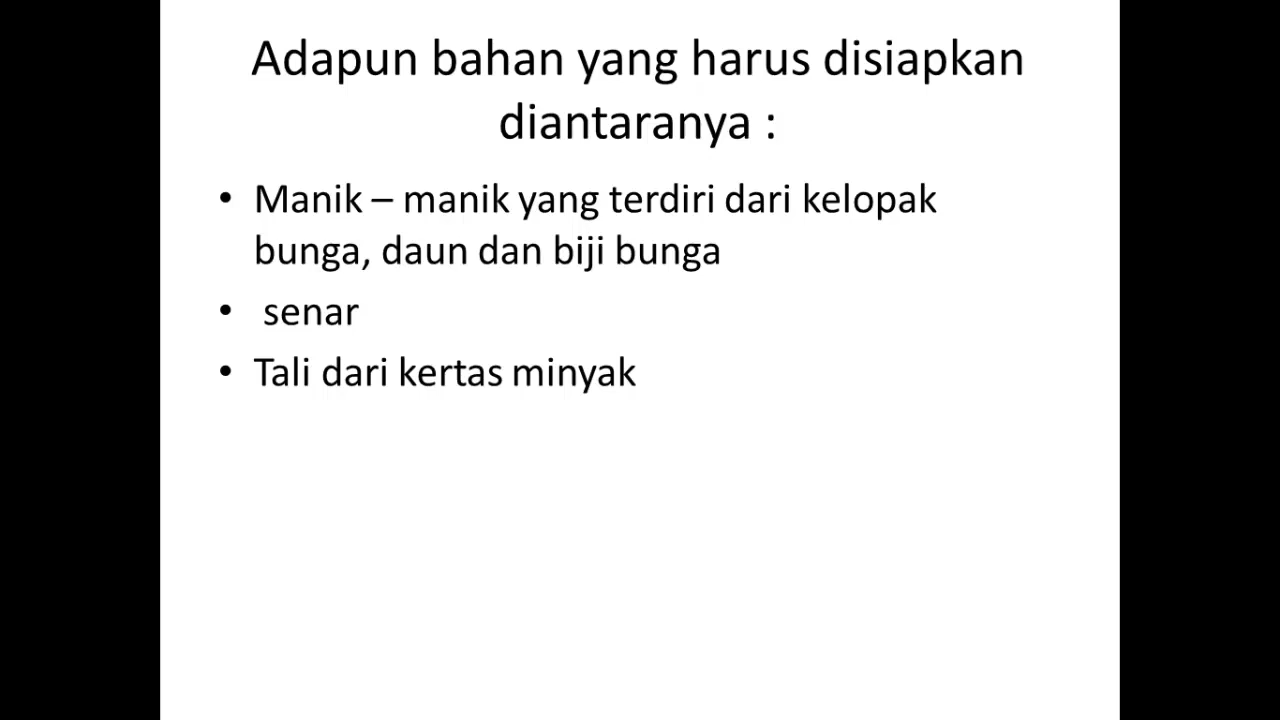 Adapun bahan yang harus disiapkan
diantaranya :
• Manik – manik yang terdiri dari kelopak
bunga, daun dan biji bunga
• senar
• Tali dari kertas minyak